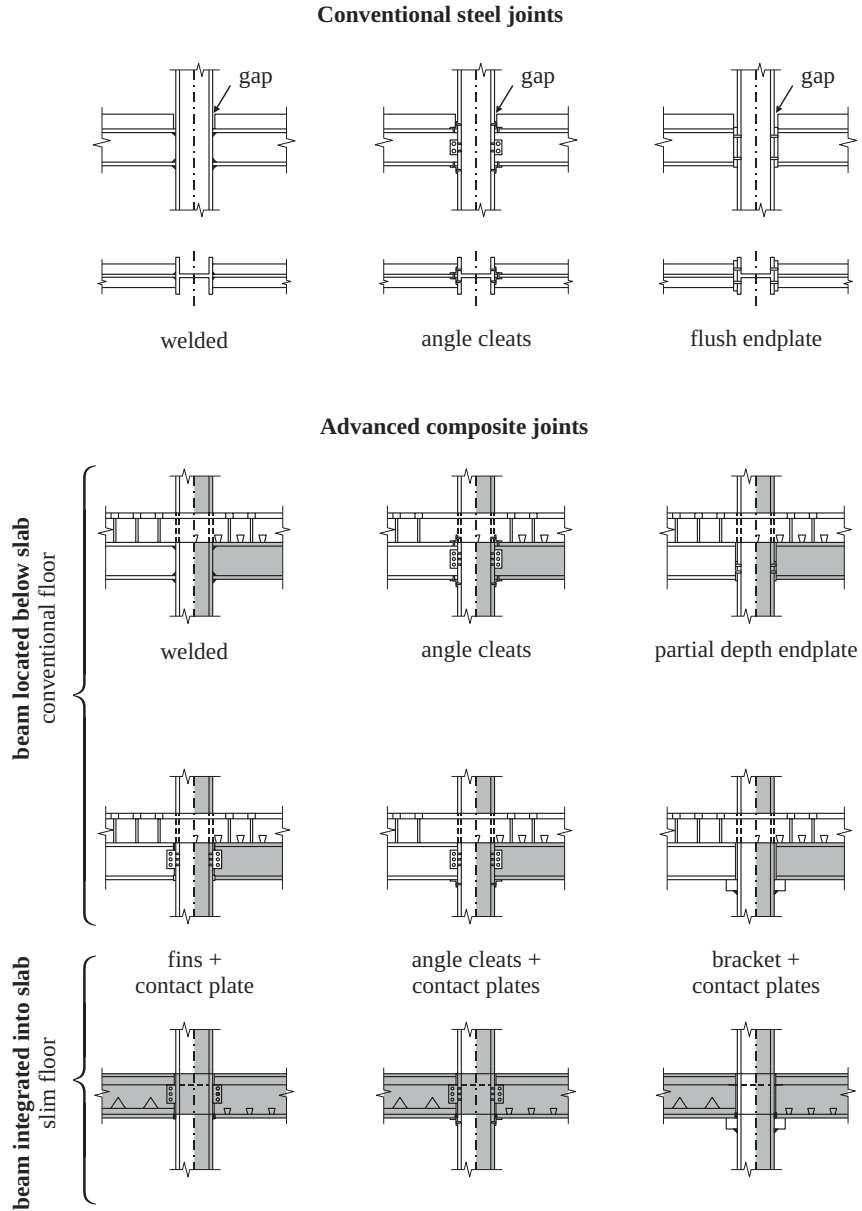 Conventional steel joints
gap
gap
gap
welded
angle cleats
flush endplate
Advanced composite joints
beam located below slab
conventional floor
welded
angle cleats
partial depth endplate
fins +
contact plate
angle cleats +
contact plates
bracket +
contact plates
beam integrated into slab
slim floor